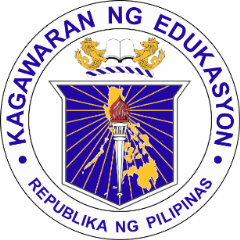 KAGAWARAN NG EDUKASYON
REPUBLIKA NG PILIPINAS